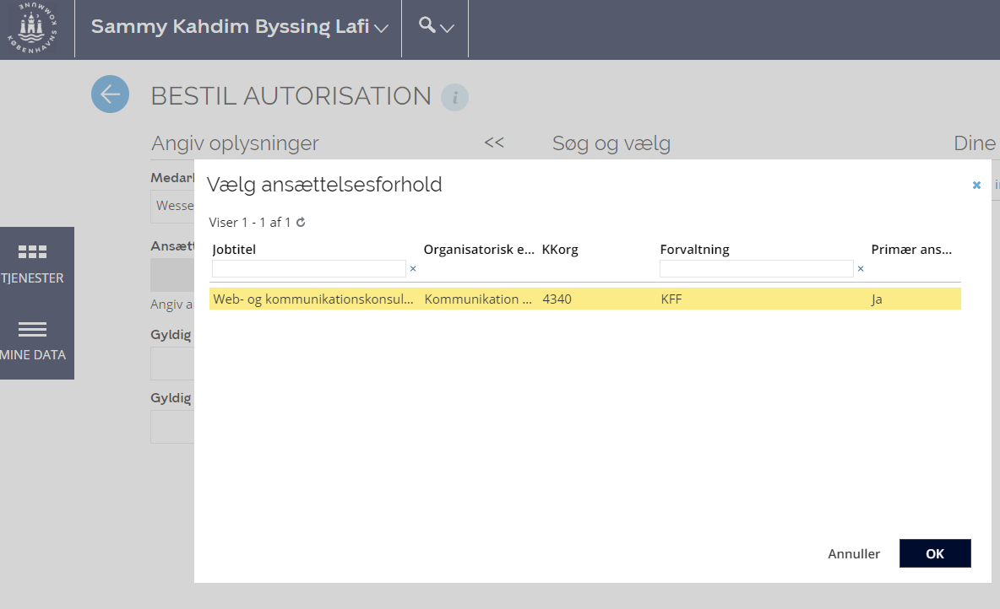 KØBENHAVNS KOMMUNE
Sammy Kahdim Byssing Lafi
BESTIL AUTORISATION i
Angiv oplysninger << Søg og vælg Dine
Medar
Vælg ansættelsesforhold
Wesse
Viser 1 - 1 af 1
Ansætt
Jobtitel Organisatorisk e... KKorg Forvaltning Primær ans...
TJENESTER
Web- og kommunikationskonsul... Kommunikation ... 4340 KFF Ja
Angiv a
Gyldig
MINE DATA
Gyldig
Annuller OK